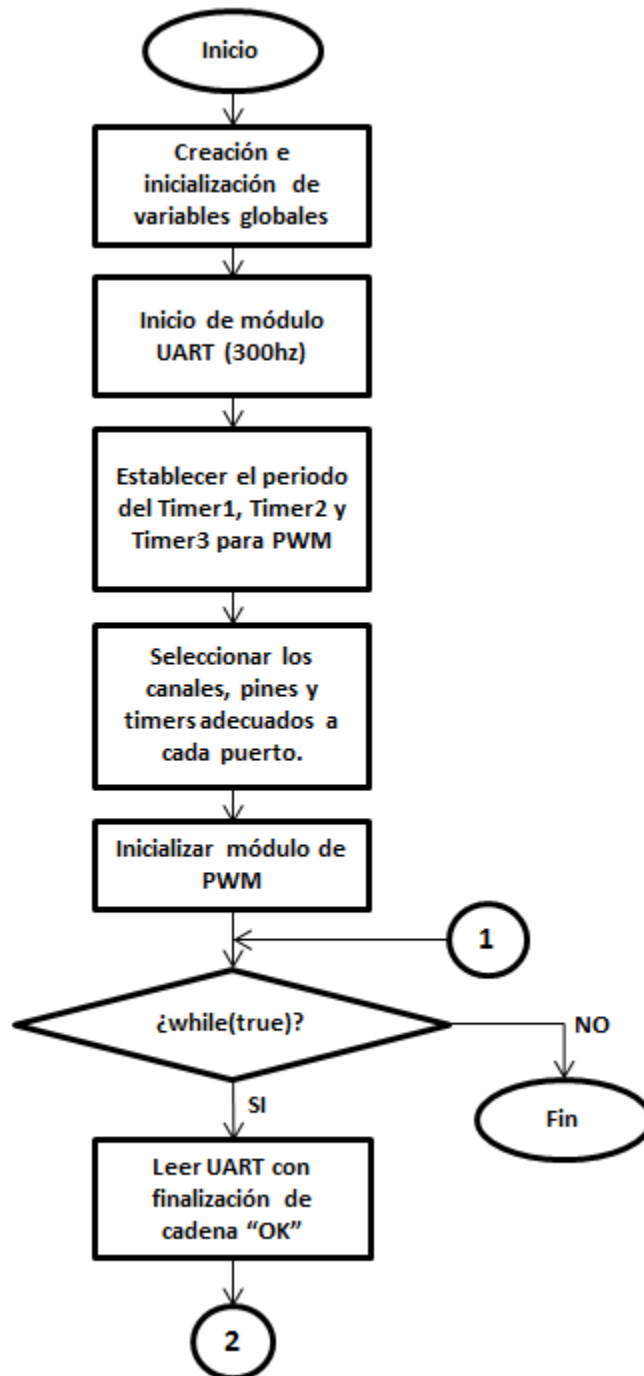 Inicio
Creación e
inicialización de
variables globales
Inicio de módulo
UART (300hz)
Establecer el periodo
del Timer1, Timer2 y
Timer3 para PWM
Seleccionar los
canales, pines y
timers adecuados a
cada puerto.
Inicializar módulo de
PWM
1
¿while(true)?
NO
SI
Fin
Leer UART con
finalización de
cadena “OK”
2